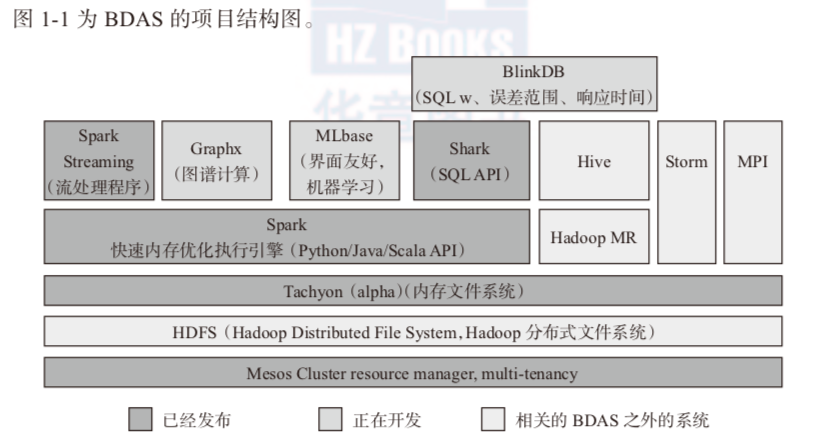 图 1-1 为 BDAS 的项目结构图。
HZ BOOKS
BlinkDB
（SQL w、误差范围、响应时间）
Spark
Streaming
（流处理程序）
Graphx
（图谱计算）
MLbase
（界面友好，
机器学习）
Shark
（SQL API）
Hive
Storm
MPI
Spark
快速内存优化执行引擎（Python/Java/Scala API）
Hadoop MR
Tachyon（alpha）（内存文件系统）
HDFS（Hadoop Distributed File System, Hadoop 分布式文件系统）
Mesos Cluster resource manager, multi-tenancy
已经发布
正在开发
相关的 BDAS 之外的系统